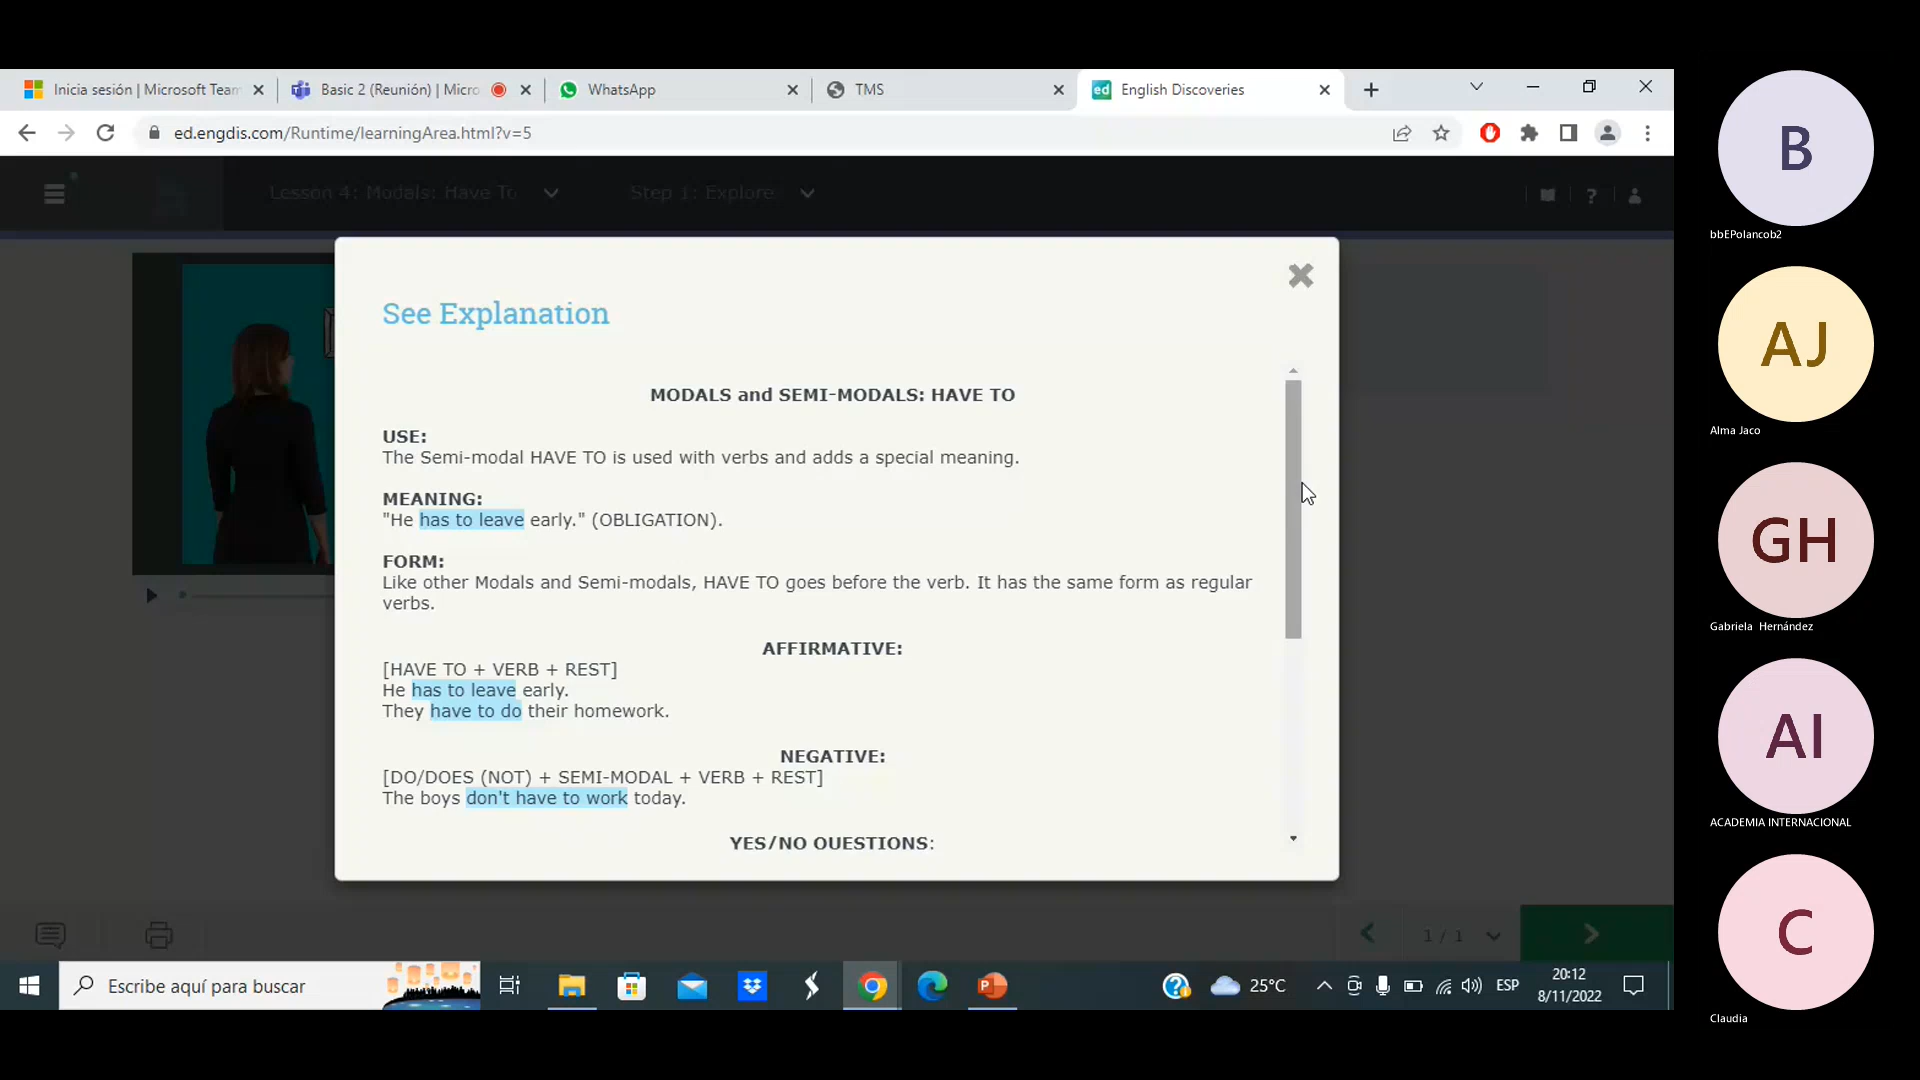 Inicia sesión | Microsoft Team
Basic 2 (Reunión) | Micro
WhatsApp
TMS
ed
English Discoveries
ed.engdis.com/Runtime/learningArea.html?v=5
Lesson 4: Modals: Have To
Step 1: Explore
?
See Explanation
MODALS and SEMI-MODALS: HAVE TO
USE:
The Semi-modal HAVE TO is used with verbs and adds a special meaning.
MEANING:
"He has to leave early." (OBLIGATION).
FORM:
Like other Modals and Semi-modals, HAVE TO goes before the verb. It has the same form as regular
verbs.
AFFIRMATIVE:
[HAVE TO + VERB + REST]
He has to leave early.
They have to do their homework.
NEGATIVE:
[DO/DOES (NOT) + SEMI-MODAL + VERB + REST]
The boys don't have to work today.
YES/NO QUESTIONS:
1 / 1
Escribe aquí para buscar
25°C
ESP
20:12
8/11/2022
B
bbEPolancob2
AJ
Alma Jaco
GH
Gabriela Hernández
AI
ACADEMIA INTERNACIONAL
C
Claudia